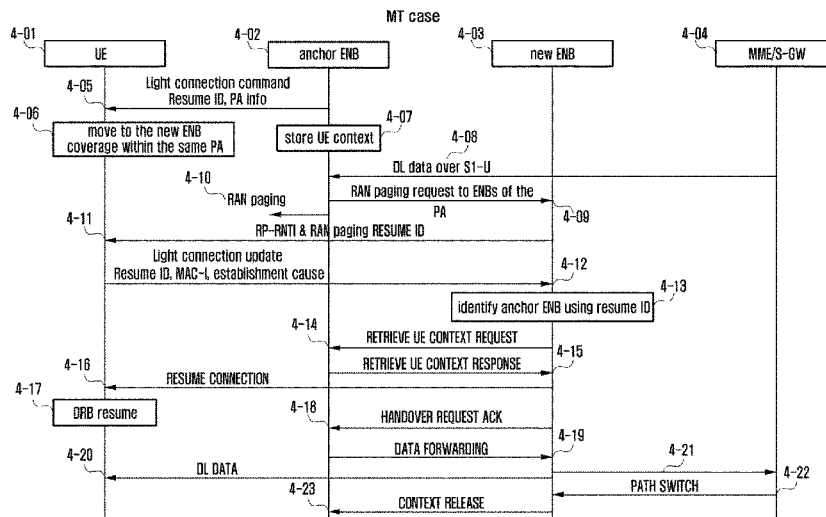 MT case
4-01
4-02
4-03
4-04
UE
anchor ENB
new ENB
MME/S-GW
4-05
Light connection command
Resume ID, PA info
4-06
move to the new ENB
coverage within the same PA
4-07
store UE context
4-08
DL data over S1-U
4-10
RAN paging
RAN paging request to ENBs of the
PA
4-09
4-11
RP-RNTI & RAN paging RESUME ID
Light connection update
Resume ID, MAC-I, establishment cause
4-12
4-13
identify anchor ENB using resume ID
4-14
RETRIEVE UE CONTEXT REQUEST
4-15
RETRIEVE UE CONTEXT RESPONSE
4-16
RESUME CONNECTION
4-17
DRB resume
4-18
HANDOVER REQUEST ACK
4-19
DATA FORWARDING
4-20
DL DATA
4-21
4-22
PATH SWITCH
4-23
CONTEXT RELEASE